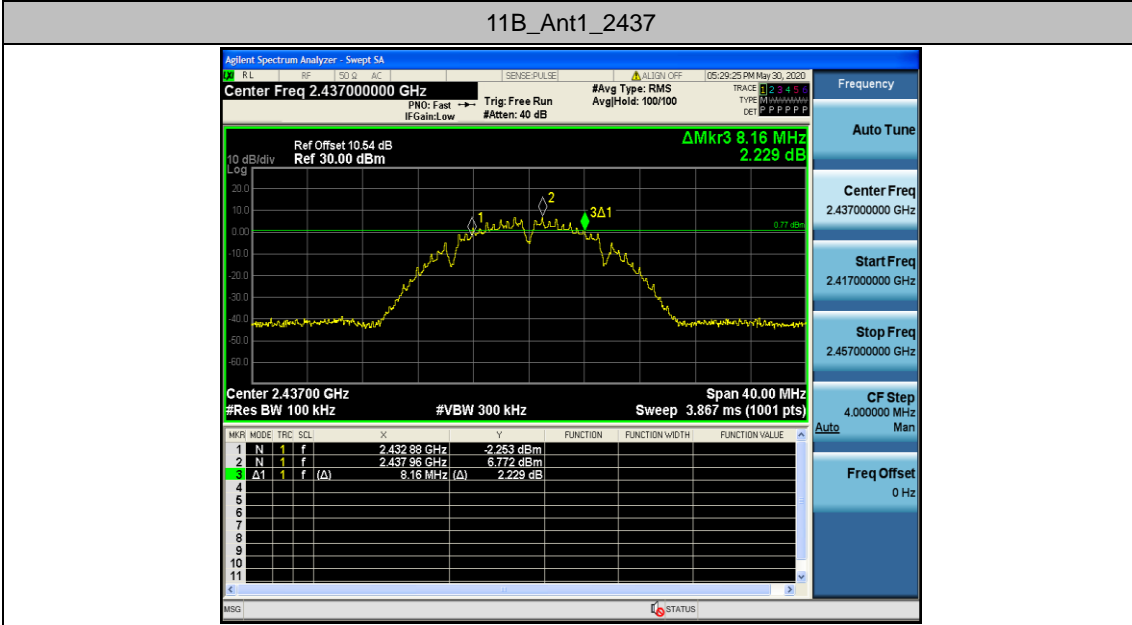 11B_Ant1_2437
Agilent Spectrum Analyzer - Swept SA
RL RF 50 Ω AC SENSE:PULSE ALIGN OFF 05:29:25 PM May 30, 2020
Center Freq 2.437000000 GHz
PNO: Fast
IFGain:Low
Trig: Free Run
#Atten: 40 dB
#Avg Type: RMS
Avg|Hold: 100/100
TRACE 1 2 3 4 5 6
TYPE M
DET P P P P P P
ΔMkr3 8.16 MHz
2.229 dB
10 dB/div
Log
Ref Offset 10.54 dB
Ref 30.00 dBm
20.0
10.0
0.00
-10.0
-20.0
-30.0
-40.0
-50.0
-60.0
1
2
3Δ1
0.77 dBm
Center 2.43700 GHz
#Res BW 100 kHz
#VBW 300 kHz
Span 40.00 MHz
Sweep 3.867 ms (1001 pts)
MKR MODE TRC SCL X Y FUNCTION FUNCTION WIDTH FUNCTION VALUE
1 N 1 f 2.432 88 GHz -2.253 dBm
2 N 1 f 2.437 96 GHz 6.772 dBm
3 Δ1 1 f (Δ) 8.16 MHz (Δ) 2.229 dB
4
5
6
7
8
9
10
11
MSG STATUS
Frequency
Auto Tune
Center Freq
2.437000000 GHz
Start Freq
2.417000000 GHz
Stop Freq
2.457000000 GHz
CF Step
4.000000 MHz
Auto Man
Freq Offset
0 Hz